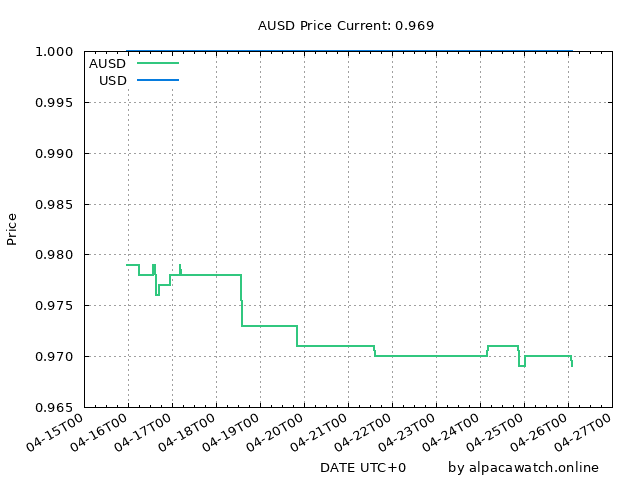 AUSD Price Current: 0.969
1.000
0.995
0.990
0.985
0.980
0.975
0.970
0.965
Price
AUSD
USD
04-15T00
04-16T00
04-17T00
04-18T00
04-19T00
04-20T00
04-21T00
04-22T00
04-23T00
04-24T00
04-25T00
04-26T00
04-27T00
DATE UTC+0
by alpacawatch.online